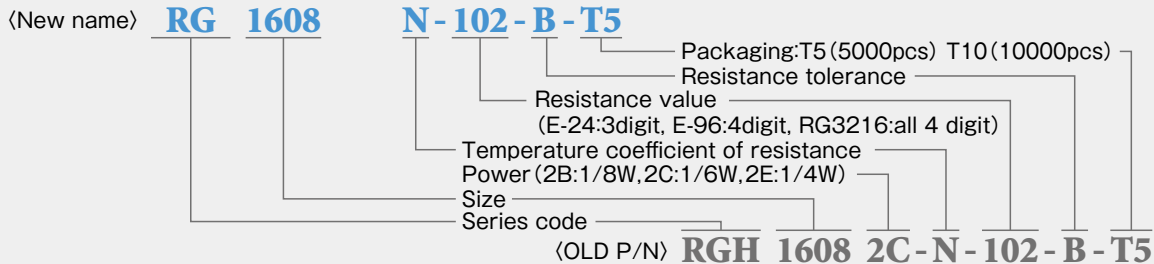 〈New name〉 RG 1608 N-102-B-T5
Packaging:T5(5000pcs) T10(10000pcs)
Resistance tolerance
Resistance value
(E-24:3digit, E-96:4digit, RG3216:all 4 digit)
Temperature coefficient of resistance
Power(2B:1/8W,2C:1/6W,2E:1/4W)
Size
Series code
〈OLD P/N〉 RGH 1608 2C-N-102-B-T5